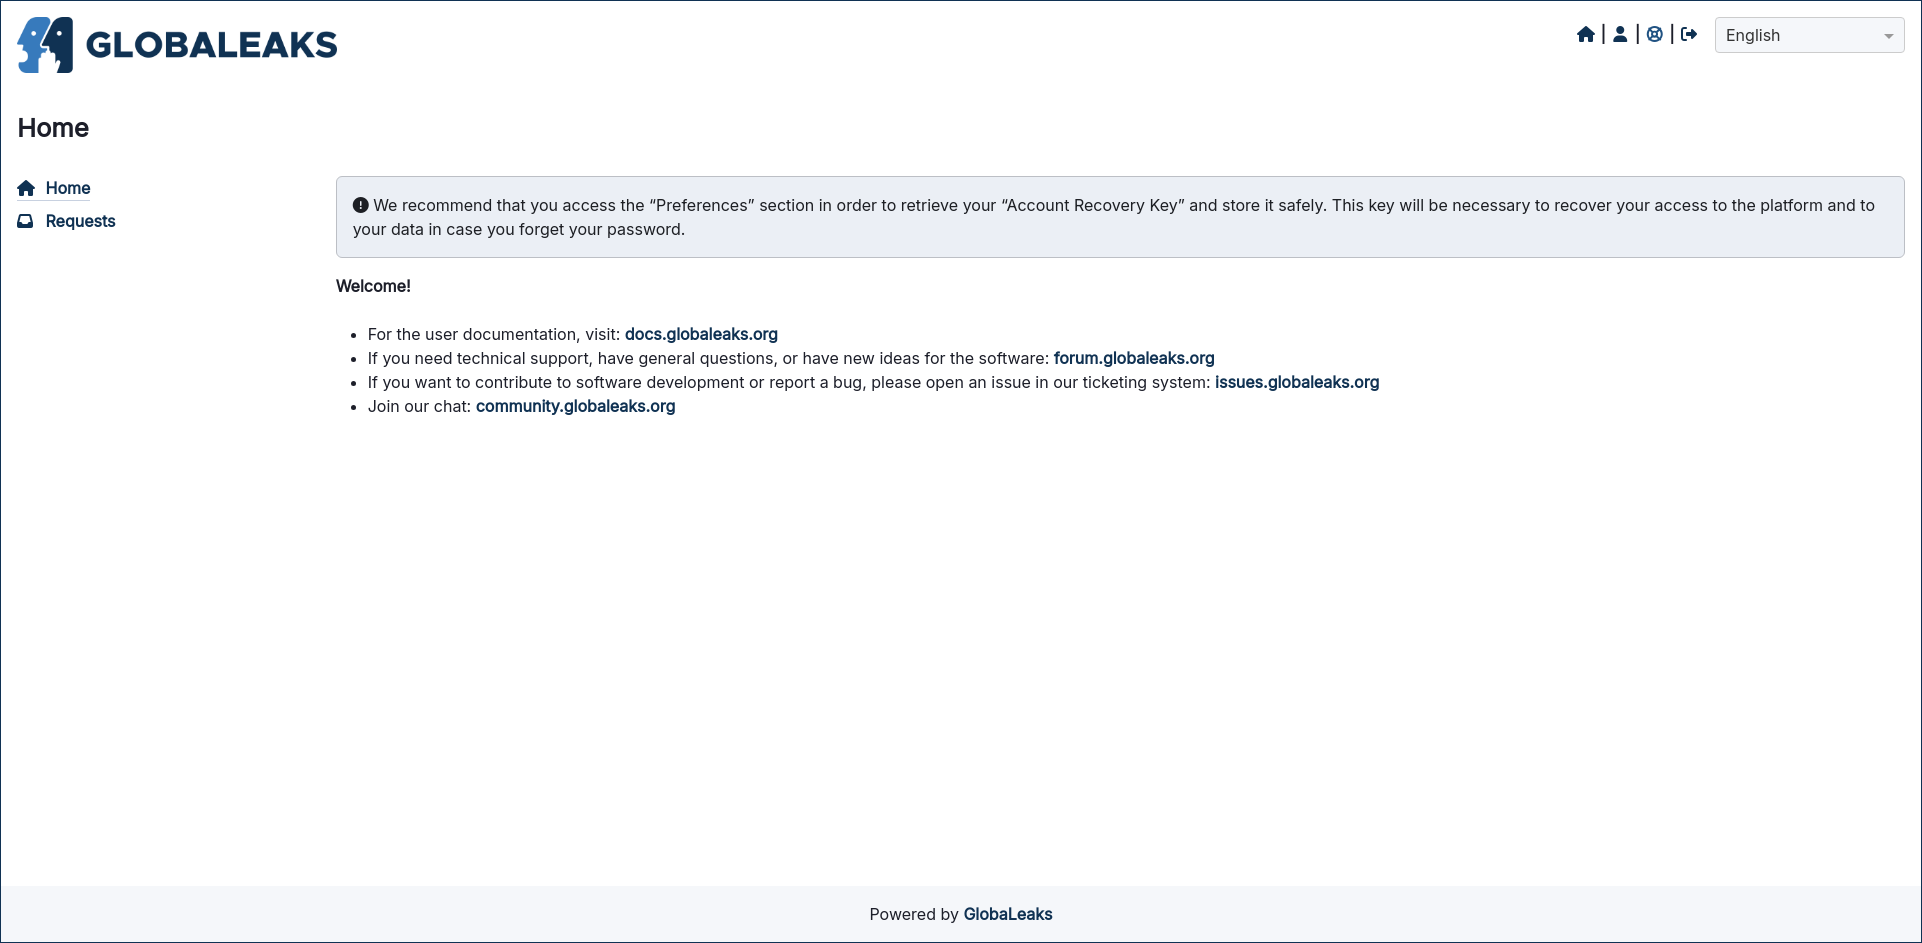 GLOBALEAKS
English
Home
Home
Requests
We recommend that you access the “Preferences” section in order to retrieve your “Account Recovery Key” and store it safely. This key will be necessary to recover your access to the platform and to
your data in case you forget your password.
Welcome!
For the user documentation, visit: docs.globaleaks.org
If you need technical support, have general questions, or have new ideas for the software: forum.globaleaks.org
If you want to contribute to software development or report a bug, please open an issue in our ticketing system: issues.globaleaks.org
Join our chat: community.globaleaks.org
Powered by GlobaLeaks